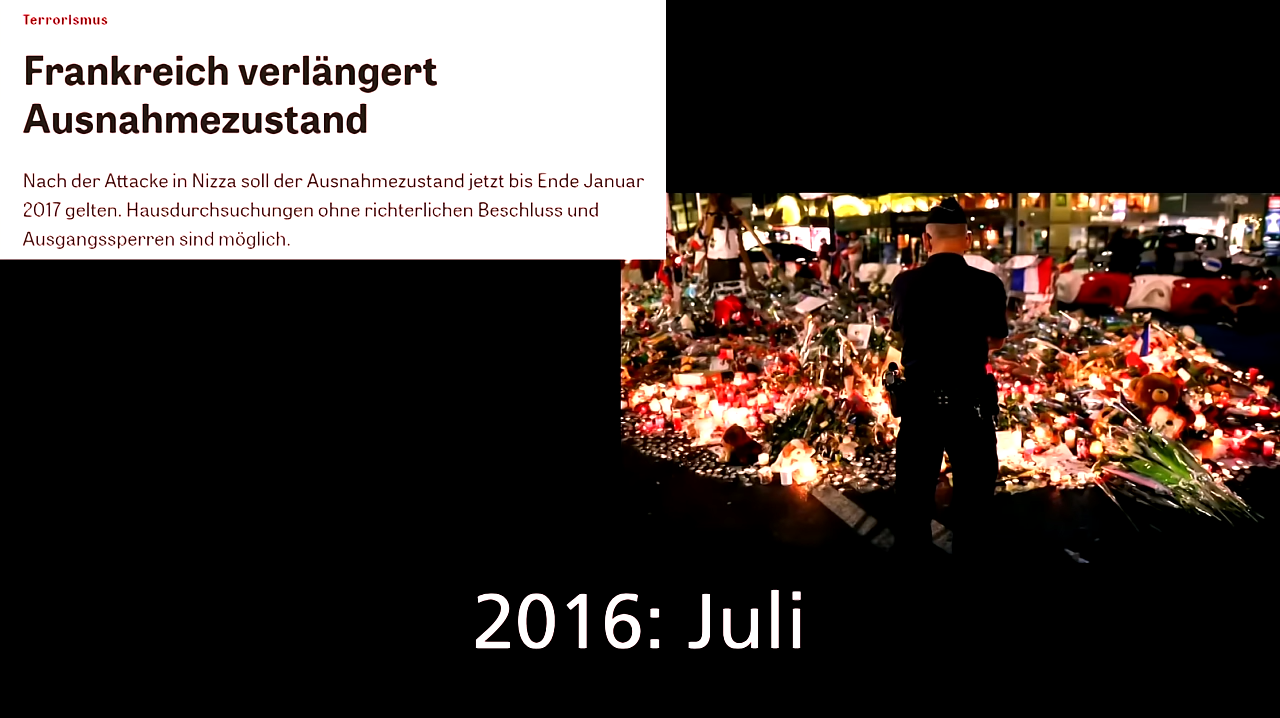 Terrorismus
Frankreich verlängert
Ausnahmezustand
Nach der Attacke in Nizza soll der Ausnahmezustand jetzt bis Ende Januar
2017 gelten. Hausdurchsuchungen ohne richterlichen Beschluss und
Ausgangssperren sind möglich.
2016: Juli